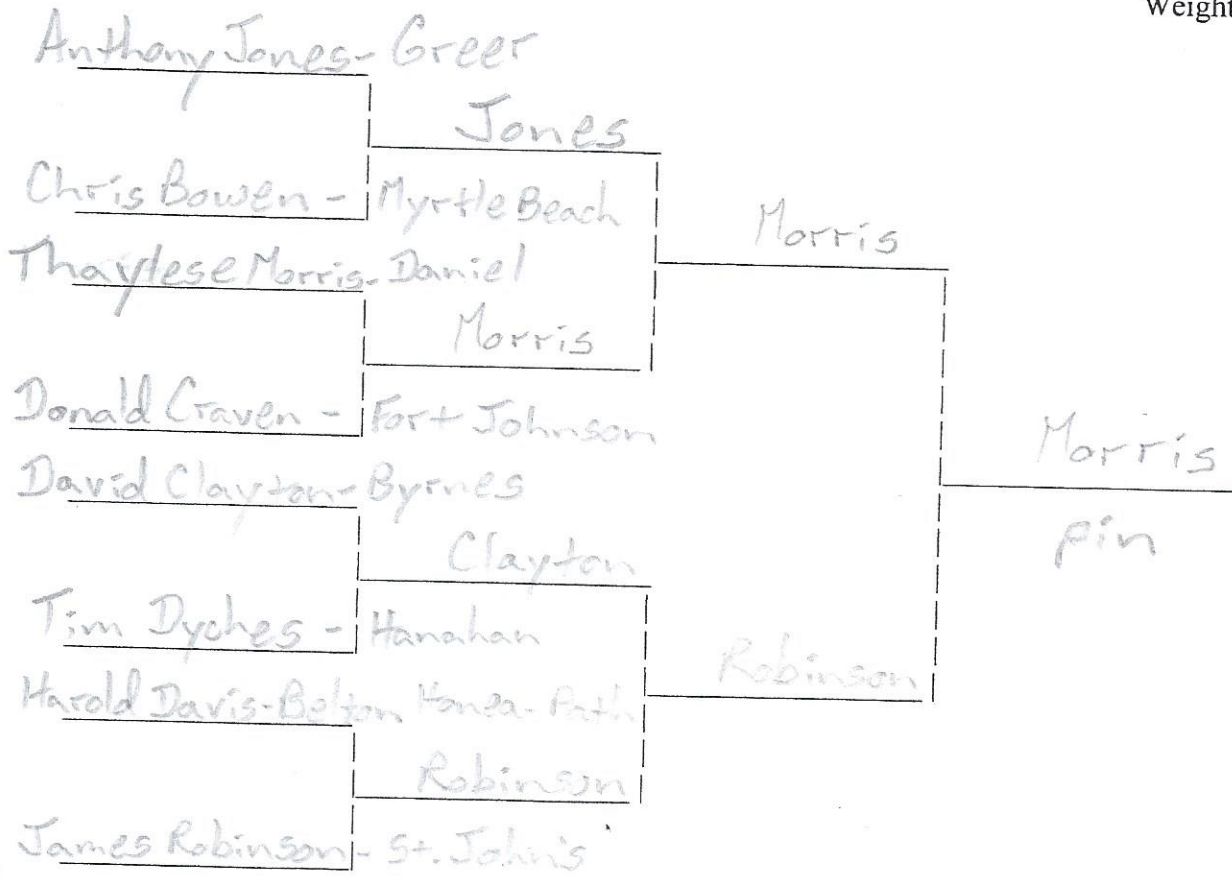 Weight
Anthony Jones - Greer
Jones
Chris Bowen - Myrtle Beach
Morris
Thaylese Morris - Daniel
Morris
Donald Craven - Fort Johnson
Morris
David Clayton - Byrnes
pin
Clayton
Tim Dyches - Hanahan
Robinson
Harold Davis - Belton Honea-Path
Robinson
James Robinson - St. John's